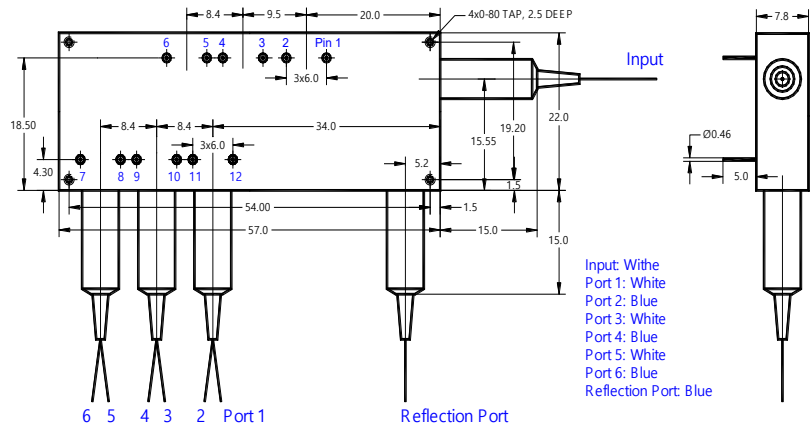 8.4
9.5
20.0
4x0-80 TAP, 2.5 DEEP
7.8
6
5
4
3
2
Pin 1
Input
3x6.0
18.50
8.4
8.4
34.0
15.55
19.20
22.0
Ø0.46
3x6.0
4.30
5.2
7
8
9
10
11
12
1.5
5.0
54.00
1.5
57.0
15.0
15.0
Input: Withe
Port 1: White
Port 2: Blue
Port 3: White
Port 4: Blue
Port 5: White
Port 6: Blue
Reflection Port: Blue
6 5 4 3 2 Port 1 Reflection Port